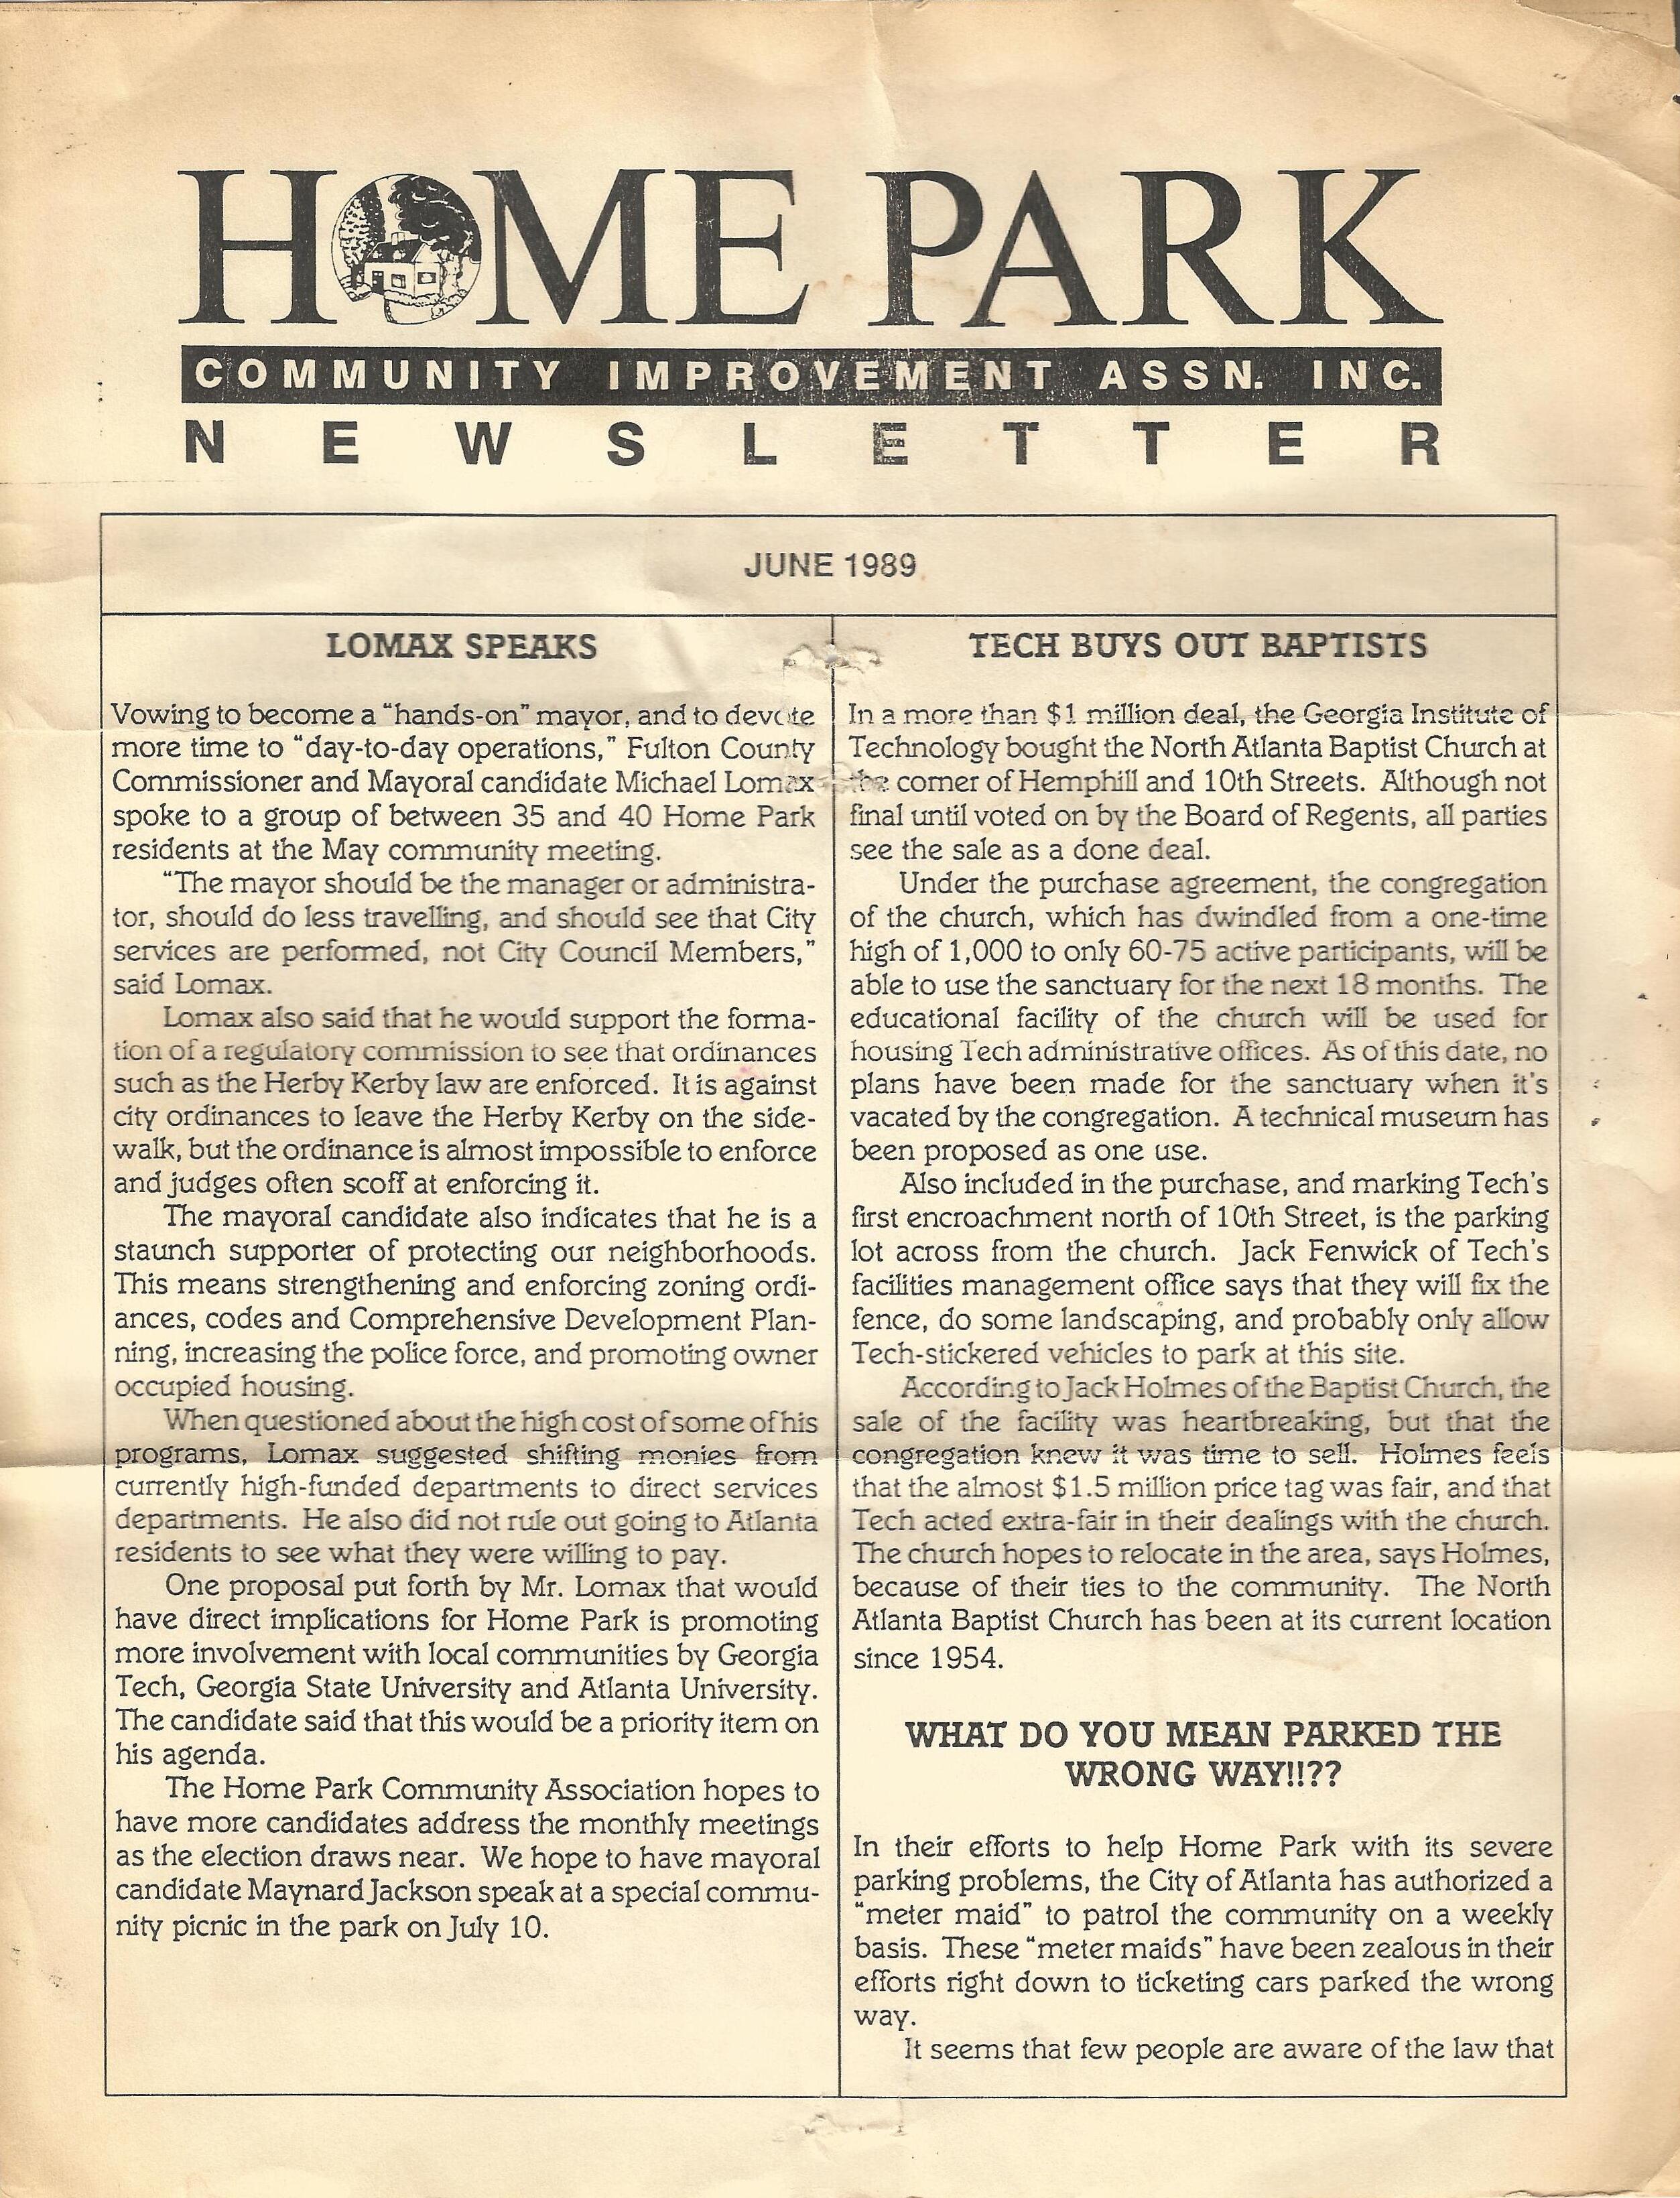 HOME PARK
COMMUNITY IMPROVEMENT ASSN. INC.
NEWSLETTER
JUNE 1989
LOMAX SPEAKS
Vowing to become a “hands-on” mayor, and to devote
more time to “day-to-day operations,” Fulton County
Commissioner and Mayoral candidate Michael Lomax
spoke to a group of between 35 and 40 Home Park
residents at the May community meeting.
“The mayor should be the manager or administra-
tor, should do less travelling, and should see that City
services are performed, not City Council Members,”
said Lomax.
Lomax also said that he would support the forma-
tion of a regulatory commission to see that ordinances
such as the Herby Kerby law are enforced. It is against
city ordinances to leave the Herby Kerby on the side-
walk, but the ordinance is almost impossible to enforce
and judges often scoff at enforcing it.
The mayoral candidate also indicates that he is a
staunch supporter of protecting our neighborhoods.
This means strengthening and enforcing zoning ordi-
ances, codes and Comprehensive Development Plan-
ning, increasing the police force, and promoting owner
occupied housing.
When questioned about the high cost of some of his
programs, Lomax suggested shifting monies from
currently high-funded departments to direct services
departments. He also did not rule out going to Atlanta
residents to see what they were willing to pay.
One proposal put forth by Mr. Lomax that would
have direct implications for Home Park is promoting
more involvement with local communities by Georgia
Tech, Georgia State University and Atlanta University.
The candidate said that this would be a priority item on
his agenda.
The Home Park Community Association hopes to
have more candidates address the monthly meetings
as the election draws near. We hope to have mayoral
candidate Maynard Jackson speak at a special commu-
nity picnic in the park on July 10.
TECH BUYS OUT BAPTISTS
In a more than $1 million deal, the Georgia Institute of
Technology bought the North Atlanta Baptist Church at
the corner of Hemphill and 10th Streets. Although not
final until voted on by the Board of Regents, all parties
see the sale as a done deal.
Under the purchase agreement, the congregation
of the church, which has dwindled from a one-time
high of 1,000 to only 60-75 active participants, will be
able to use the sanctuary for the next 18 months. The
educational facility of the church will be used for
housing Tech administrative offices. As of this date, no
plans have been made for the sanctuary when it's
vacated by the congregation. A technical museum has
been proposed as one use.
Also included in the purchase, and marking Tech's
first encroachment north of 10th Street, is the parking
lot across from the church. Jack Fenwick of Tech's
facilities management office says that they will fix the
fence, do some landscaping, and probably only allow
Tech-stickered vehicles to park at this site.
According to Jack Holmes of the Baptist Church, the
sale of the facility was heartbreaking, but that the
congregation knew it was time to sell. Holmes feels
that the almost $1.5 million price tag was fair, and that
Tech acted extra-fair in their dealings with the church.
The church hopes to relocate in the area, says Holmes,
because of their ties to the community. The North
Atlanta Baptist Church has been at its current location
since 1954.
WHAT DO YOU MEAN PARKED THE
WRONG WAY!!??
In their efforts to help Home Park with its severe
parking problems, the City of Atlanta has authorized a
“meter maid” to patrol the community on a weekly
basis. These “meter maids” have been zealous in their
efforts right down to ticketing cars parked the wrong
way.
It seems that few people are aware of the law that